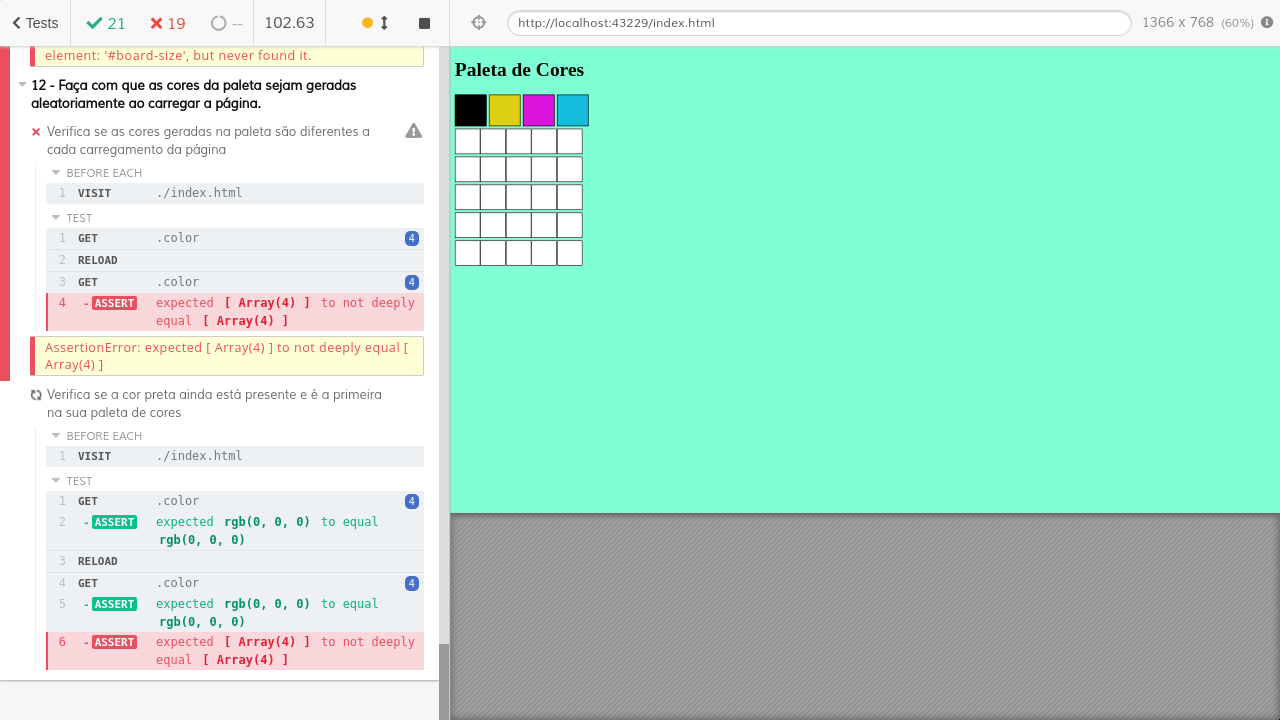 Tests
21
19
--
102.63
http://localhost:43229/index.html
1366 x 768 (60%)
element: '#board-size', but never found it.
12 - Faça com que as cores da paleta sejam geradas
aleatoriamente ao carregar a página.
Verifica se as cores geradas na paleta são diferentes a
cada carregamento da página
BEFORE EACH
1 VISIT ./index.html
TEST
1 GET .color 4
2 RELOAD
3 GET .color 4
4 - ASSERT expected [ Array(4) ] to not deeply
equal [ Array(4) ]
AssertionError: expected [ Array(4) ] to not deeply equal [
Array(4) ]
Verifica se a cor preta ainda está presente e é a primeira
na sua paleta de cores
BEFORE EACH
1 VISIT ./index.html
TEST
1 GET .color 4
2 - ASSERT expected rgb(0, 0, 0) to equal
rgb(0, 0, 0)
3 RELOAD
4 GET .color 4
5 - ASSERT expected rgb(0, 0, 0) to equal
rgb(0, 0, 0)
6 - ASSERT expected [ Array(4) ] to not deeply
equal [ Array(4) ]
Paleta de Cores